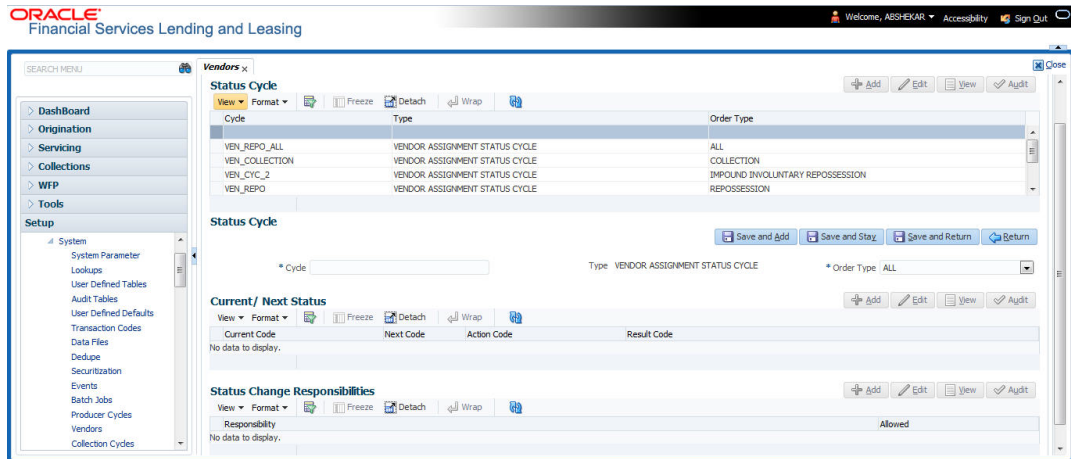 ORACLE
Financial Services Lending and Leasing
Welcome, ABSHEKAR Accessibility Sign Out
SEARCH MENU
DashBoard
Origination
Servicing
Collections
WFP
Tools
Setup
System
System Parameter
Lookups
User Defined Tables
Audit Tables
User Defined Defaults
Transaction Codes
Data Files
Dedupe
Securitization
Events
Batch Jobs
Producer Cycles
Vendors
Collection Cycles
Vendors x Close
Status Cycle Add Edit View Audit
View Format Freeze Detach Wrap
Cycle Type Order Type
VEN_REPO_ALL VENDOR ASSIGNMENT STATUS CYCLE ALL
VEN_COLLECTION VENDOR ASSIGNMENT STATUS CYCLE COLLECTION
VEN_CYC_2 VENDOR ASSIGNMENT STATUS CYCLE IMPOUND INVOLUNTARY REPOSSESSION
VEN_REPO VENDOR ASSIGNMENT STATUS CYCLE REPOSSESSION
Status Cycle
Save and Add Save and Stay Save and Return Return
* Cycle Type VENDOR ASSIGNMENT STATUS CYCLE * Order Type ALL
Current/ Next Status Add Edit View Audit
View Format Freeze Detach Wrap
Current Code Next Code Action Code Result Code
No data to display.
Status Change Responsibilities Add Edit View Audit
View Format Freeze Detach Wrap
Responsibility Allowed
No data to display.